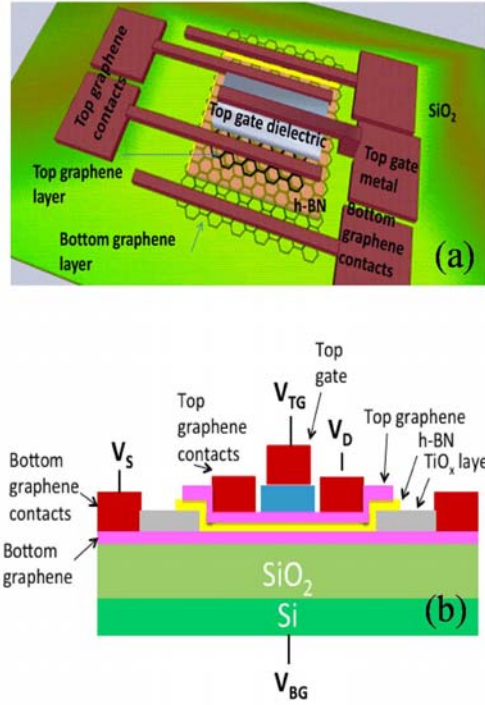 Top graphene
contacts
SiO2
Top gate dielectric
Top gate
metal
Top graphene
layer
h-BN
Bottom
graphene
contacts
Bottom graphene
layer
(a)
Top
gate
VTG
Top
graphene
contacts
VD
Top graphene
h-BN
TiOx layer
VS
Bottom
graphene
contacts
Bottom
graphene
SiO2
Si
(b)
VBG